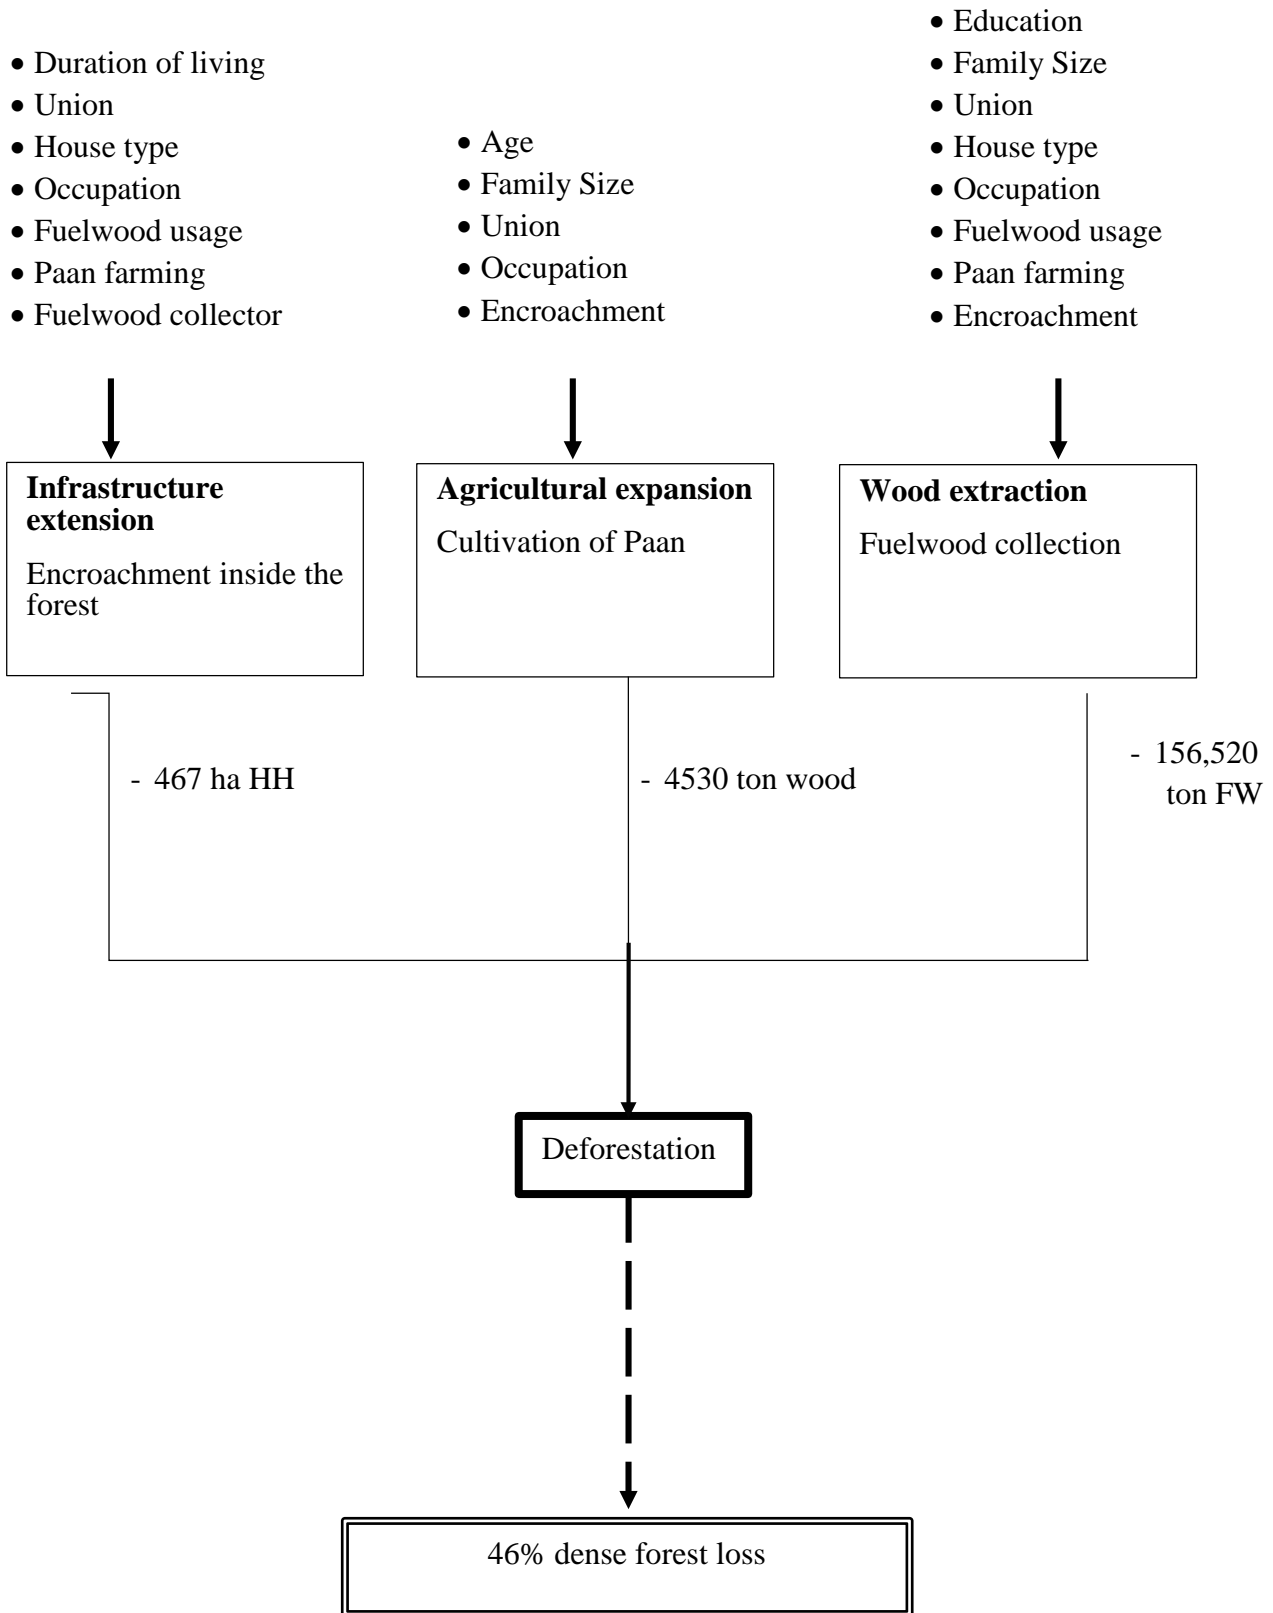 • Duration of living
• Union
• House type
• Occupation
• Fuelwood usage
• Paan farming
• Fuelwood collector
• Age
• Family Size
• Union
• Occupation
• Encroachment
• Education
• Family Size
• Union
• House type
• Occupation
• Fuelwood usage
• Paan farming
• Encroachment
Infrastructure
extension
Encroachment inside the
forest
Agricultural expansion
Cultivation of Paan
Wood extraction
Fuelwood collection
- 467 ha HH
- 4530 ton wood
- 156,520
ton FW
Deforestation
46% dense forest loss